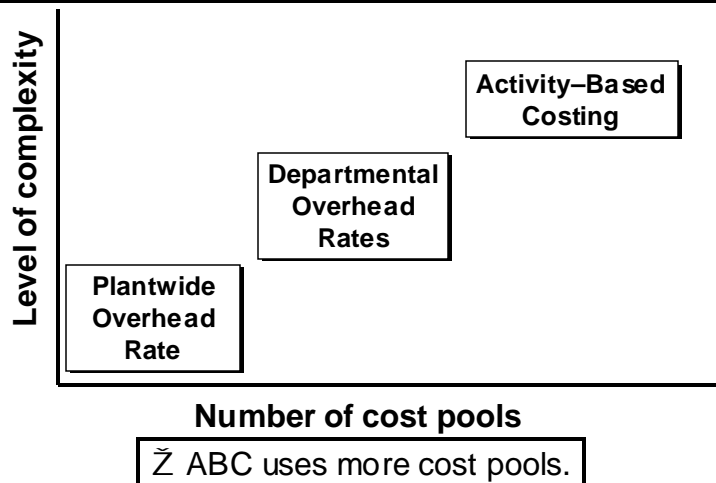 Level of complexity
Activity–Based
Costing
Departmental
Overhead
Rates
Plantwide
Overhead
Rate
Number of cost pools
Ž ABC uses more cost pools.